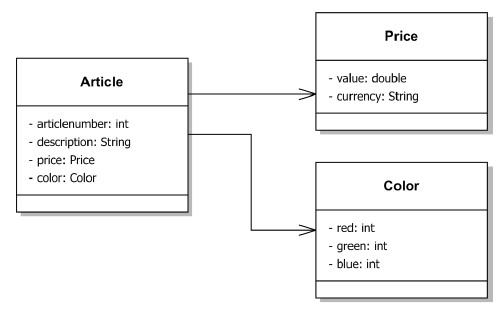 Article
- articlenumber: int
- description: String
- price: Price
- color: Color
Price
- value: double
- currency: String
Color
- red: int
- green: int
- blue: int